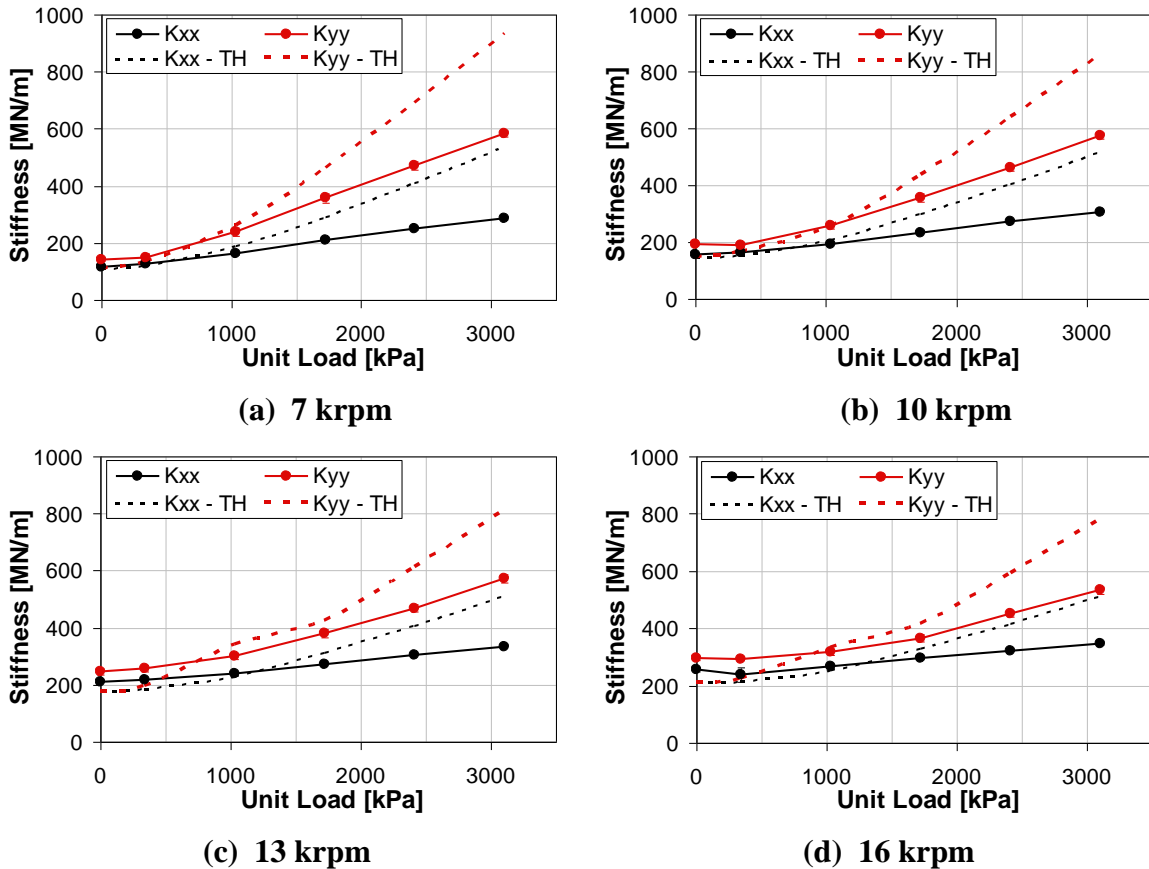 1000
800
600
400
200
0
Stiffness [MN/m]
Kxx Kyy
Kxx - TH Kyy - TH
0 1000 2000 3000
Unit Load [kPa]
(a) 7 krpm
1000
800
600
400
200
0
Stiffness [MN/m]
Kxx Kyy
Kxx - TH Kyy - TH
0 1000 2000 3000
Unit Load [kPa]
(b) 10 krpm
1000
800
600
400
200
0
Stiffness [MN/m]
Kxx Kyy
Kxx - TH Kyy - TH
0 1000 2000 3000
Unit Load [kPa]
(c) 13 krpm
1000
800
600
400
200
0
Stiffness [MN/m]
Kxx Kyy
Kxx - TH Kyy - TH
0 1000 2000 3000
Unit Load [kPa]
(d) 16 krpm